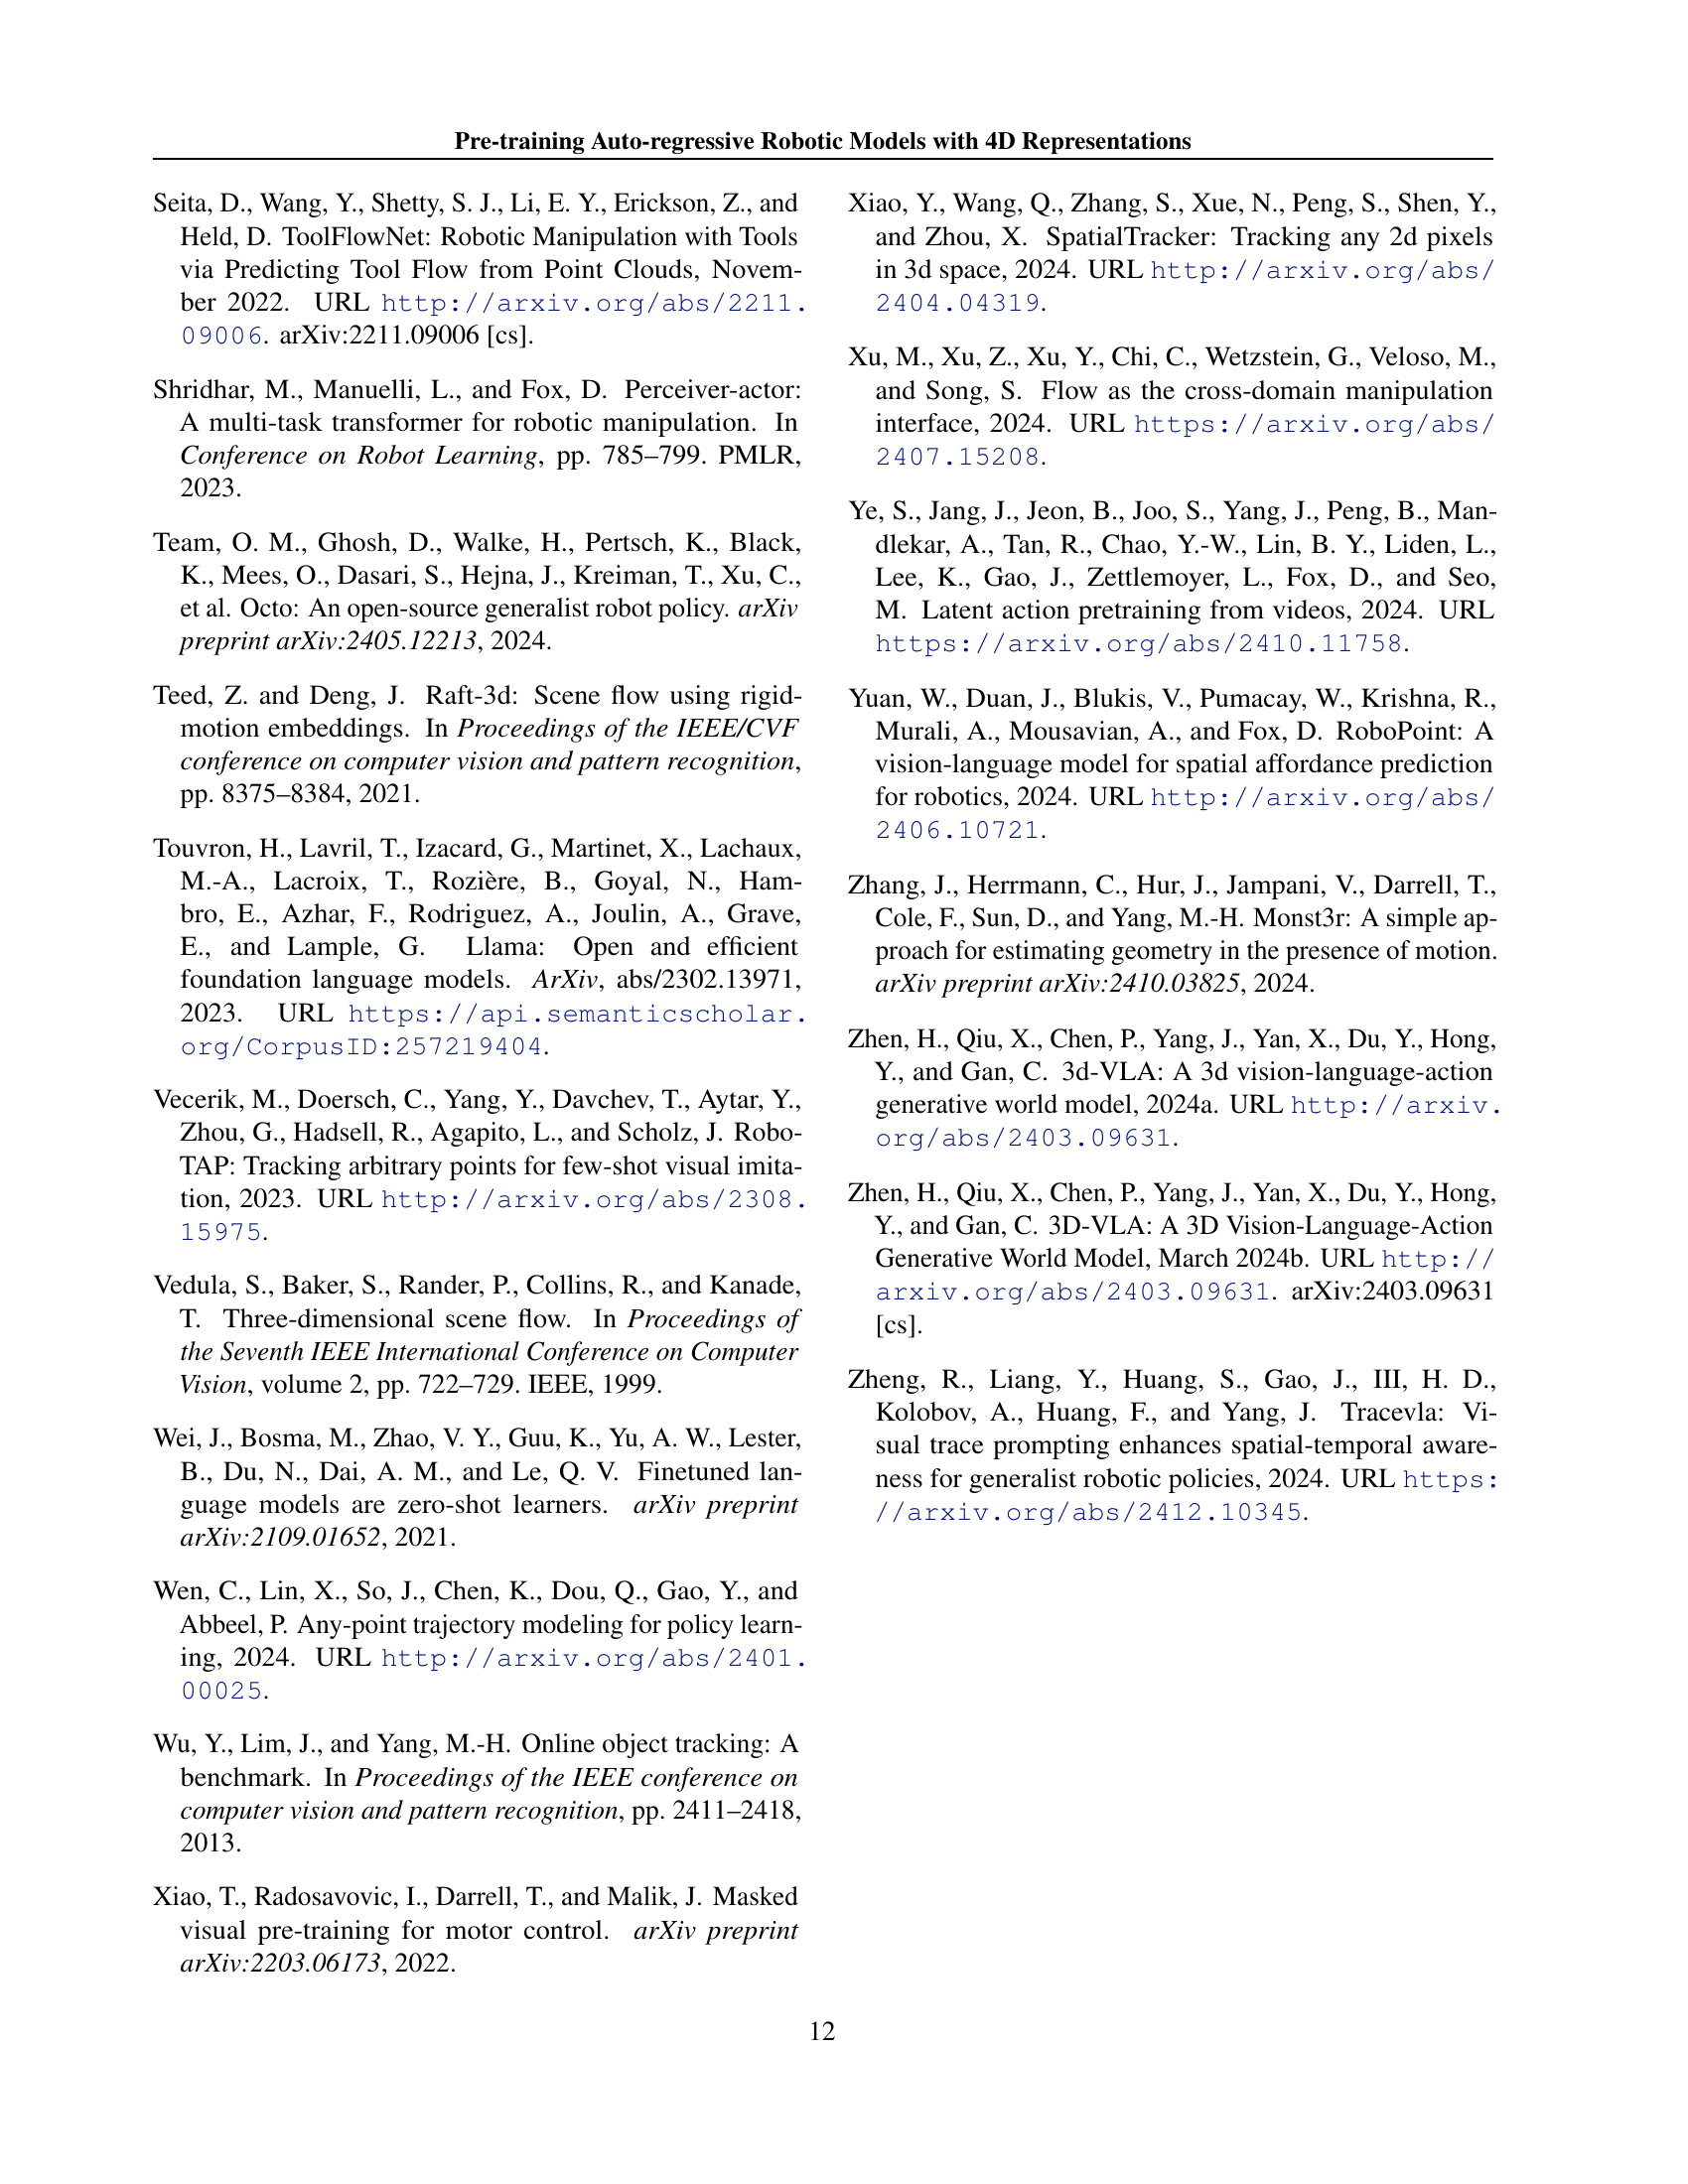 Pre-training Auto-regressive Robotic Models with 4D Representations
Seita, D., Wang, Y., Shetty, S. J., Li, E. Y., Erickson, Z., and
Held, D. ToolFlowNet: Robotic Manipulation with Tools
via Predicting Tool Flow from Point Clouds, Novem-
ber 2022. URL http://arxiv.org/abs/2211.
09006. arXiv:2211.09006 [cs].
Shridhar, M., Manuelli, L., and Fox, D. Perceiver-actor:
A multi-task transformer for robotic manipulation. In
Conference on Robot Learning, pp. 785–799. PMLR,
2023.
Team, O. M., Ghosh, D., Walke, H., Pertsch, K., Black,
K., Mees, O., Dasari, S., Hejna, J., Kreiman, T., Xu, C.,
et al. Octo: An open-source generalist robot policy. arXiv
preprint arXiv:2405.12213, 2024.
Teed, Z. and Deng, J. Raft-3d: Scene flow using rigid-
motion embeddings. In Proceedings of the IEEE/CVF
conference on computer vision and pattern recognition,
pp. 8375–8384, 2021.
Touvron, H., Lavril, T., Izacard, G., Martinet, X., Lachaux,
M.-A., Lacroix, T., Rozière, B., Goyal, N., Ham-
bro, E., Azhar, F., Rodriguez, A., Joulin, A., Grave,
E., and Lample, G. Llama: Open and efficient
foundation language models. ArXiv, abs/2302.13971,
2023. URL https://api.semanticscholar.
org/CorpusID:257219404.
Vecerik, M., Doersch, C., Yang, Y., Davchev, T., Aytar, Y.,
Zhou, G., Hadsell, R., Agapito, L., and Scholz, J. Robo-
TAP: Tracking arbitrary points for few-shot visual imita-
tion, 2023. URL http://arxiv.org/abs/2308.
15975.
Vedula, S., Baker, S., Rander, P., Collins, R., and Kanade,
T. Three-dimensional scene flow. In Proceedings of
the Seventh IEEE International Conference on Computer
Vision, volume 2, pp. 722–729. IEEE, 1999.
Wei, J., Bosma, M., Zhao, V. Y., Guu, K., Yu, A. W., Lester,
B., Du, N., Dai, A. M., and Le, Q. V. Finetuned lan-
guage models are zero-shot learners. arXiv preprint
arXiv:2109.01652, 2021.
Wen, C., Lin, X., So, J., Chen, K., Dou, Q., Gao, Y., and
Abbeel, P. Any-point trajectory modeling for policy learn-
ing, 2024. URL http://arxiv.org/abs/2401.
00025.
Wu, Y., Lim, J., and Yang, M.-H. Online object tracking: A
benchmark. In Proceedings of the IEEE conference on
computer vision and pattern recognition, pp. 2411–2418,
2013.
Xiao, T., Radosavovic, I., Darrell, T., and Malik, J. Masked
visual pre-training for motor control. arXiv preprint
arXiv:2203.06173, 2022.
Xiao, Y., Wang, Q., Zhang, S., Xue, N., Peng, S., Shen, Y.,
and Zhou, X. SpatialTracker: Tracking any 2d pixels
in 3d space, 2024. URL http://arxiv.org/abs/
2404.04319.
Xu, M., Xu, Z., Xu, Y., Chi, C., Wetzstein, G., Veloso, M.,
and Song, S. Flow as the cross-domain manipulation
interface, 2024. URL https://arxiv.org/abs/
2407.15208.
Ye, S., Jang, J., Jeon, B., Joo, S., Yang, J., Peng, B., Man-
dlekar, A., Tan, R., Chao, Y.-W., Lin, B. Y., Liden, L.,
Lee, K., Gao, J., Zettlemoyer, L., Fox, D., and Seo,
M. Latent action pretraining from videos, 2024. URL
https://arxiv.org/abs/2410.11758.
Yuan, W., Duan, J., Blukis, V., Pumacay, W., Krishna, R.,
Murali, A., Mousavian, A., and Fox, D. RoboPoint: A
vision-language model for spatial affordance prediction
for robotics, 2024. URL http://arxiv.org/abs/
2406.10721.
Zhang, J., Herrmann, C., Hur, J., Jampani, V., Darrell, T.,
Cole, F., Sun, D., and Yang, M.-H. Monst3r: A simple ap-
proach for estimating geometry in the presence of motion.
arXiv preprint arXiv:2410.03825, 2024.
Zhen, H., Qiu, X., Chen, P., Yang, J., Yan, X., Du, Y., Hong,
Y., and Gan, C. 3d-VLA: A 3d vision-language-action
generative world model, 2024a. URL http://arxiv.
org/abs/2403.09631.
Zhen, H., Qiu, X., Chen, P., Yang, J., Yan, X., Du, Y., Hong,
Y., and Gan, C. 3D-VLA: A 3D Vision-Language-Action
Generative World Model, March 2024b. URL http://
arxiv.org/abs/2403.09631. arXiv:2403.09631
[cs].
Zheng, R., Liang, Y., Huang, S., Gao, J., III, H. D.,
Kolobov, A., Huang, F., and Yang, J. Tracevla: Vi-
sual trace prompting enhances spatial-temporal aware-
ness for generalist robotic policies, 2024. URL https:
//arxiv.org/abs/2412.10345.
12